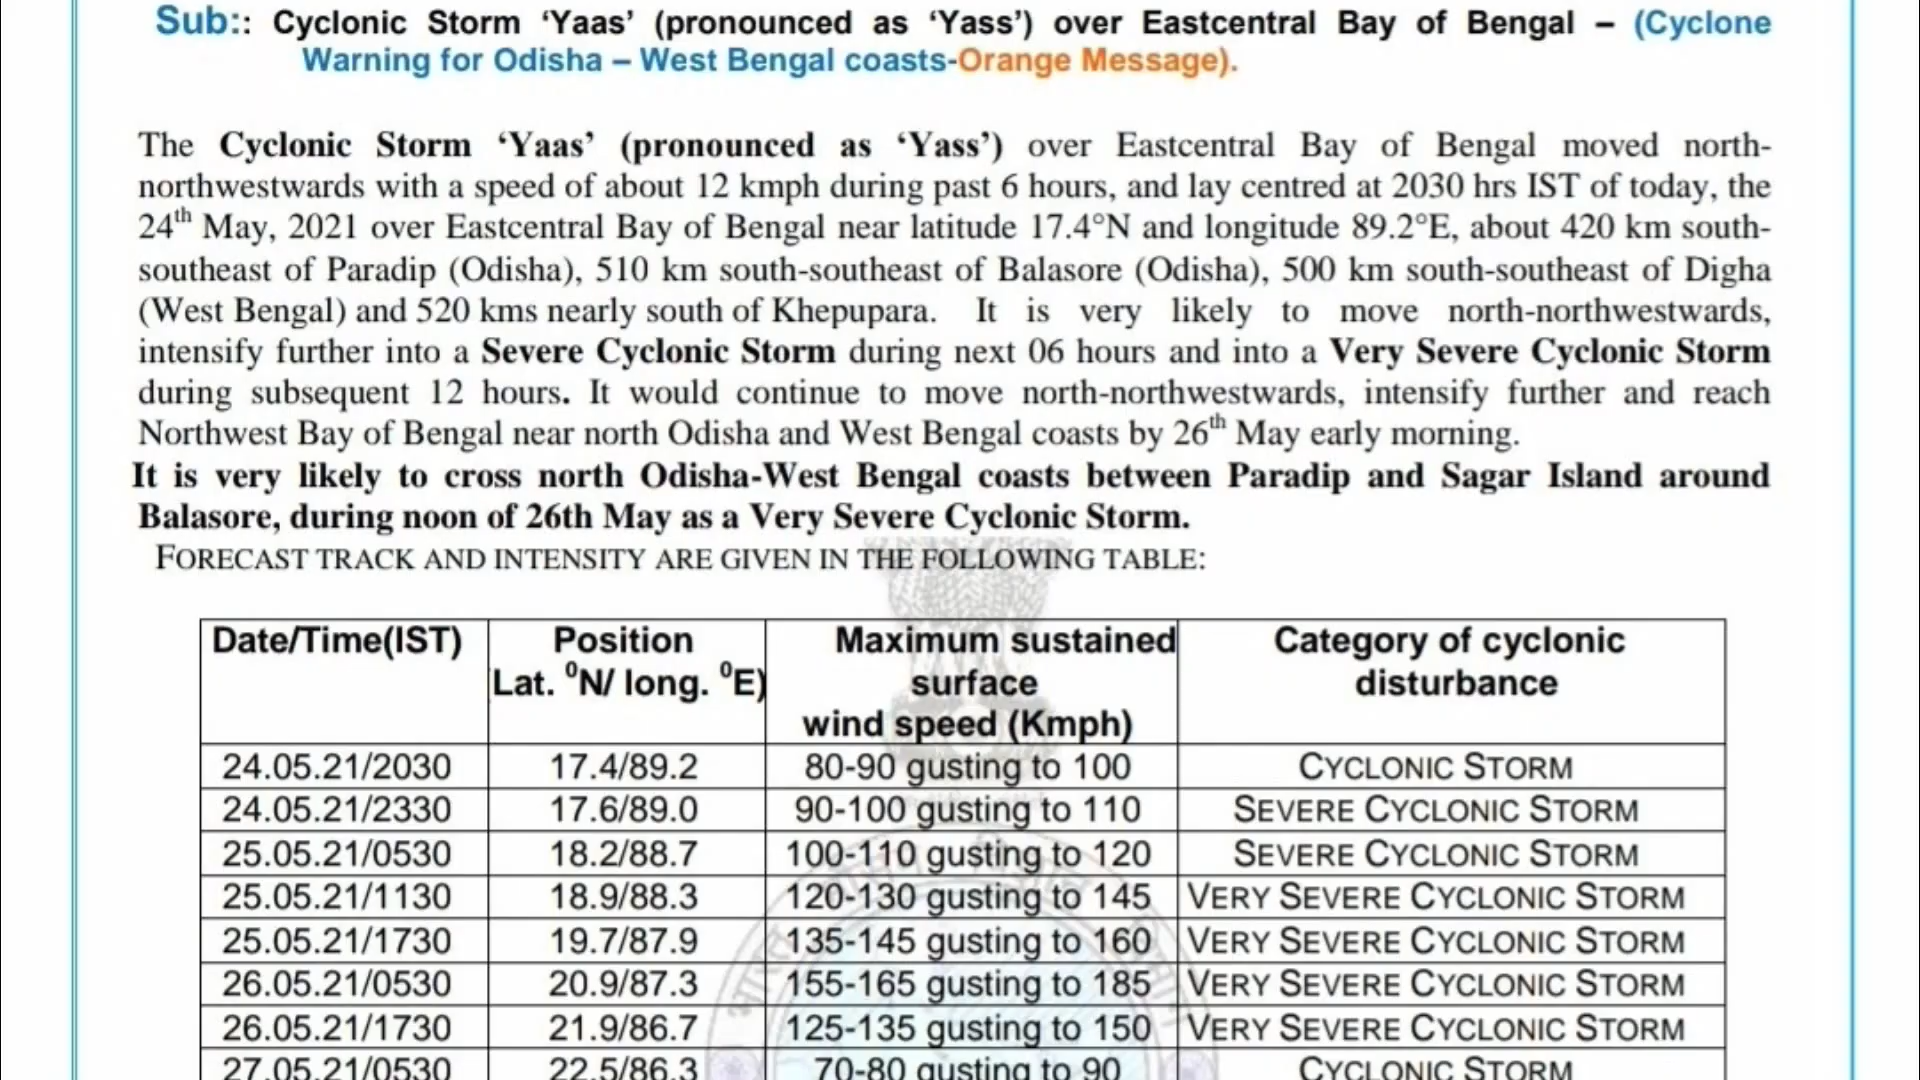 Sub:: Cyclonic Storm ‘Yaas’ (pronounced as ‘Yass’) over Eastcentral Bay of Bengal – (Cyclone
Warning for Odisha – West Bengal coasts-Orange Message).
The Cyclonic Storm ‘Yaas’ (pronounced as ‘Yass’) over Eastcentral Bay of Bengal moved north-
northwestwards with a speed of about 12 kmph during past 6 hours, and lay centred at 2030 hrs IST of today, the
24th May, 2021 over Eastcentral Bay of Bengal near latitude 17.4°N and longitude 89.2°E, about 420 km south-
southeast of Paradip (Odisha), 510 km south-southeast of Balasore (Odisha), 500 km south-southeast of Digha
(West Bengal) and 520 kms nearly south of Khepupara. It is very likely to move north-northwestwards,
intensify further into a Severe Cyclonic Storm during next 06 hours and into a Very Severe Cyclonic Storm
during subsequent 12 hours. It would continue to move north-northwestwards, intensify further and reach
Northwest Bay of Bengal near north Odisha and West Bengal coasts by 26th May early morning.
It is very likely to cross north Odisha-West Bengal coasts between Paradip and Sagar Island around
Balasore, during noon of 26th May as a Very Severe Cyclonic Storm.
FORECAST TRACK AND INTENSITY ARE GIVEN IN THE FOLLOWING TABLE:
Date/Time(IST) Position Maximum sustained Category of cyclonic
Lat. ⁰N/ long. ⁰E) surface disturbance
wind speed (Kmph)
24.05.21/2030 17.4/89.2 80-90 gusting to 100 CYCLONIC STORM
24.05.21/2330 17.6/89.0 90-100 gusting to 110 SEVERE CYCLONIC STORM
25.05.21/0530 18.2/88.7 100-110 gusting to 120 SEVERE CYCLONIC STORM
25.05.21/1130 18.9/88.3 120-130 gusting to 145 VERY SEVERE CYCLONIC STORM
25.05.21/1730 19.7/87.9 135-145 gusting to 160 VERY SEVERE CYCLONIC STORM
26.05.21/0530 20.9/87.3 155-165 gusting to 185 VERY SEVERE CYCLONIC STORM
26.05.21/1730 21.9/86.7 125-135 gusting to 150 VERY SEVERE CYCLONIC STORM
27.05.21/0530 22.5/86.3 70-80 gusting to 90 CYCLONIC STORM